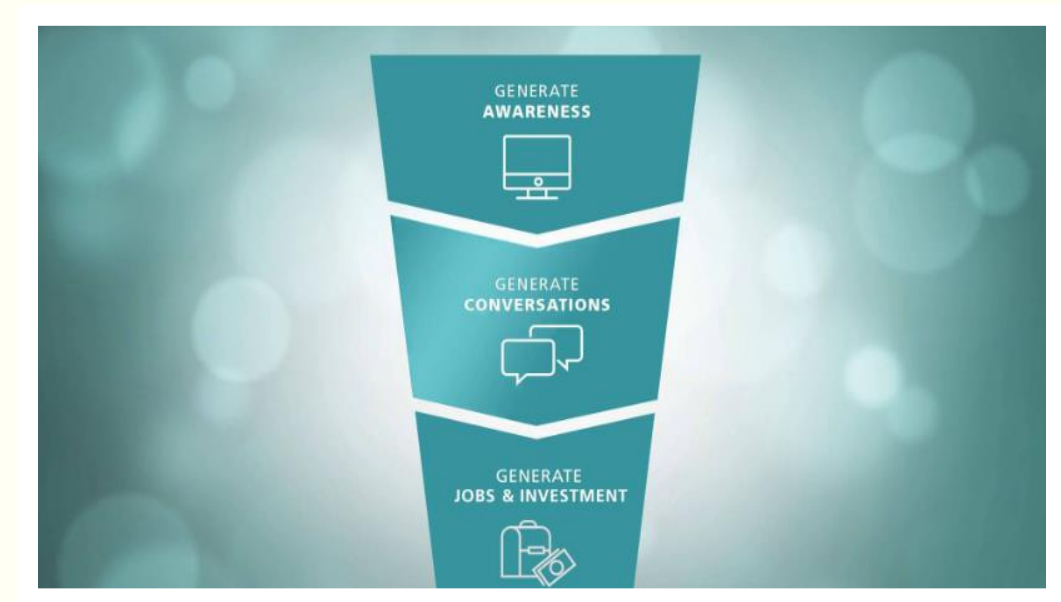 GENERATE
AWARENESS
GENERATE
CONVERSATIONS
GENERATE
JOBS & INVESTMENT